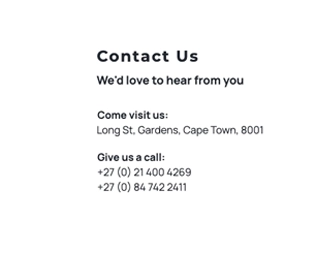 Contact Us
We'd love to hear from you
Come visit us:
Long St, Gardens, Cape Town, 8001
Give us a call:
+27 (0) 21 400 4269
+27 (0) 84 742 2411